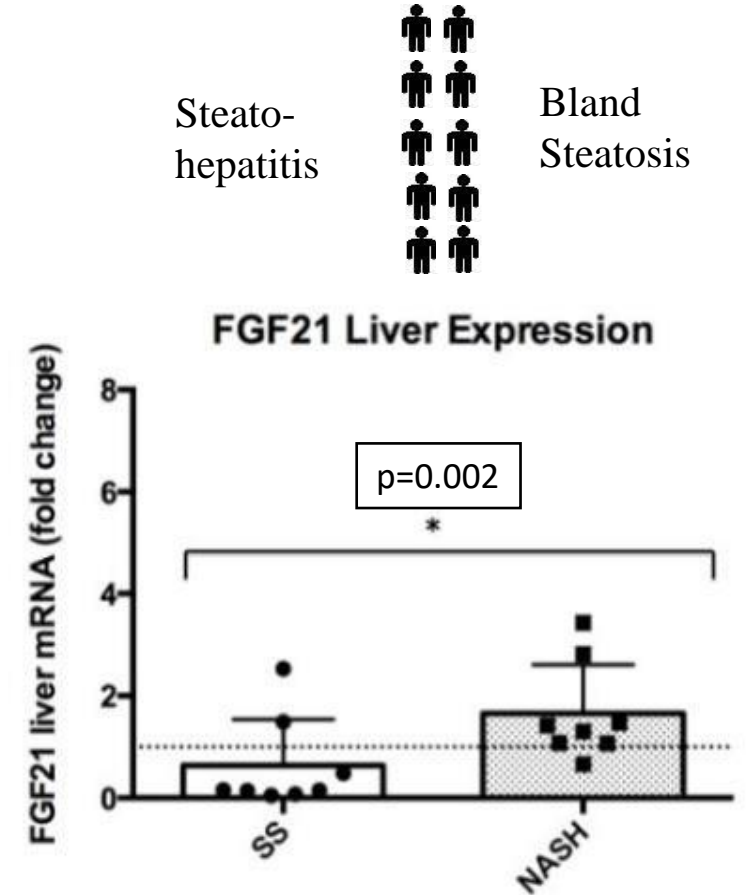 Steato-
hepatitis
Bland
Steatosis
FGF21 Liver Expression
FGF21 liver mRNA (fold change)
8
6
4
2
0
p=0.002
*
SS
NASH